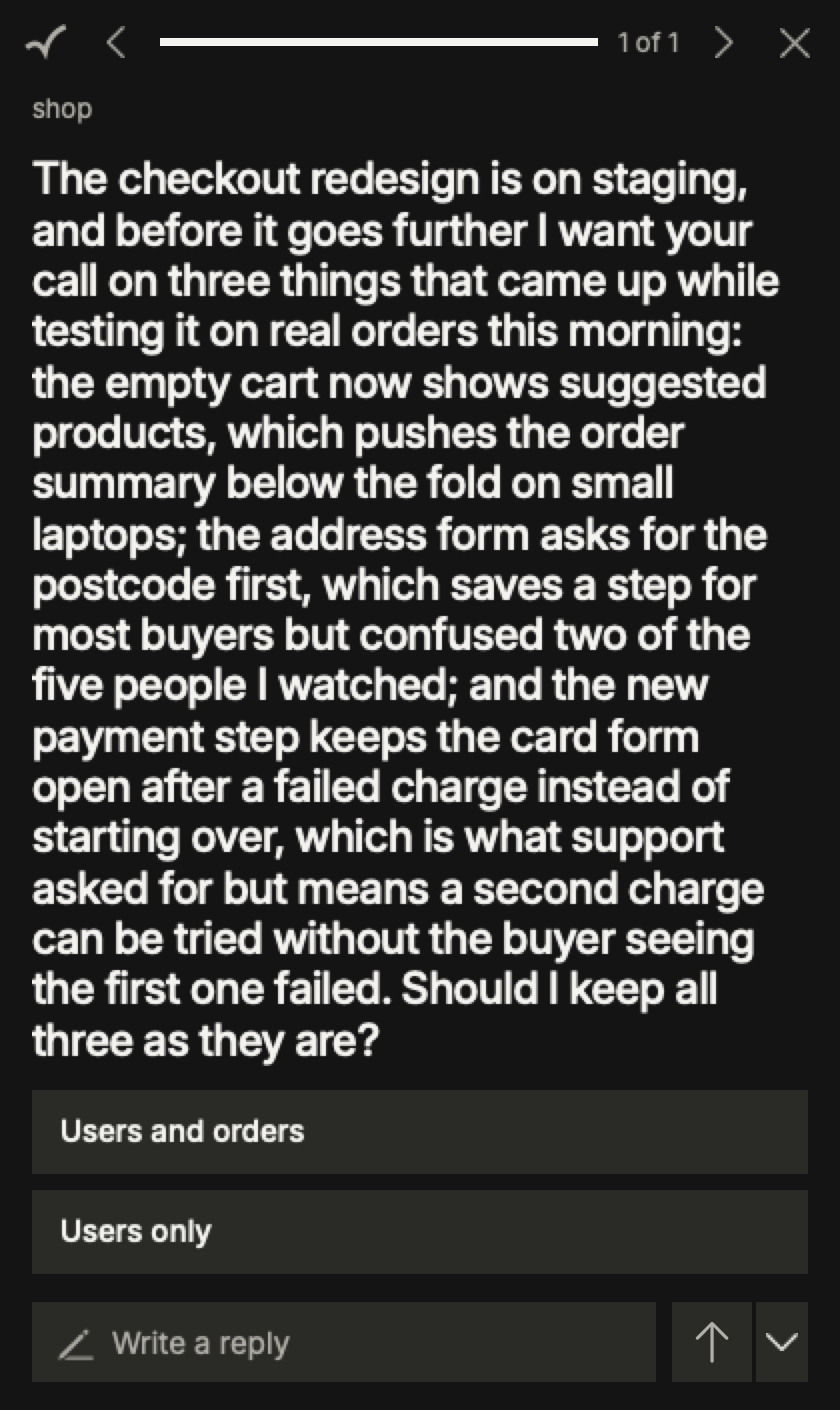 1 of 1
shop
The checkout redesign is on staging,
and before it goes further I want your
call on three things that came up while
testing it on real orders this morning:
the empty cart now shows suggested
products, which pushes the order
summary below the fold on small
laptops; the address form asks for the
postcode first, which saves a step for
most buyers but confused two of the
five people I watched; and the new
payment step keeps the card form
open after a failed charge instead of
starting over, which is what support
asked for but means a second charge
can be tried without the buyer seeing
the first one failed. Should I keep all
three as they are?
Users and orders
Users only
Write a reply